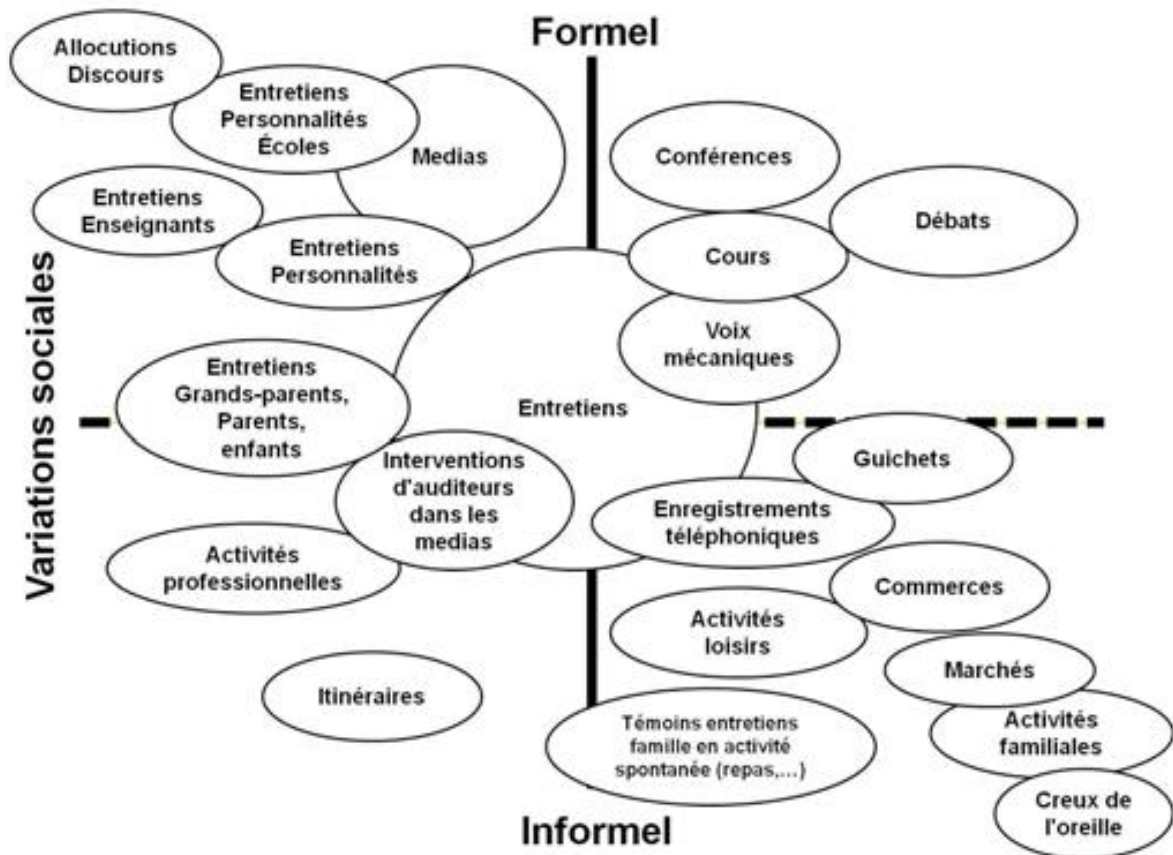 Formel
Allocutions
Discours
Entretiens
Personnalités
Écoles
Medias
Conférences
Entretiens
Enseignants
Débats
Entretiens
Personnalités
Cours
Variations sociales
Voix
mécaniques
Entretiens
Grands-parents,
Parents,
enfants
Entretiens
Guichets
Interventions
d'auditeurs
dans les
medias
Enregistrements
téléphoniques
Activités
professionnelles
Commerces
Activités
loisirs
Marchés
Itinéraires
Témoins entretiens
famille en activité
spontanée (repas,...)
Activités
familiales
Creux de
l'oreille
Informel